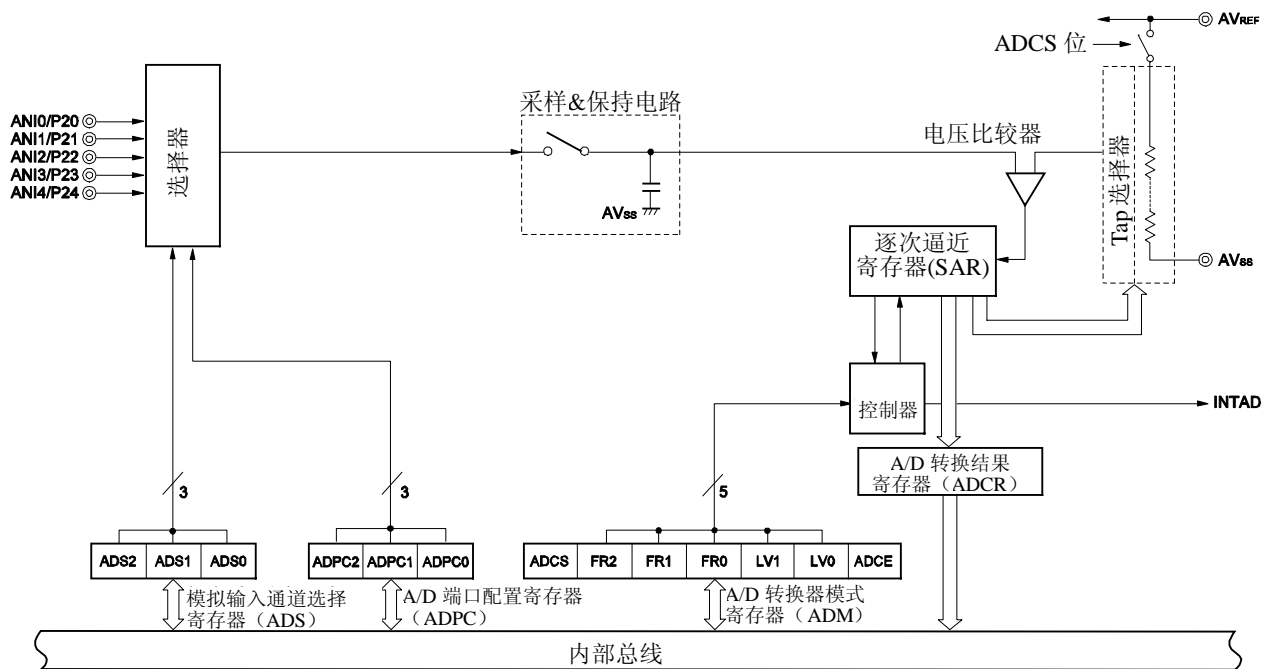 AVREF
ADCS 位
采样&保持电路
ANI0/P20
ANI1/P21
ANI2/P22
ANI3/P23
ANI4/P24
选择器
电压比较器
Tap 选择器
AVss
逐次逼近
寄存器(SAR)
AVss
控制器
INTAD
A/D 转换结果
寄存器（ADCR）
3
3
5
ADS2 ADS1 ADS0
ADPC2 ADPC1 ADPC0
ADCS FR2 FR1 FR0 LV1 LV0 ADCE
模拟输入通道选择
寄存器（ADS）
A/D 端口配置寄存器
（ADPC）
A/D 转换器模式
寄存器（ADM）
内部总线